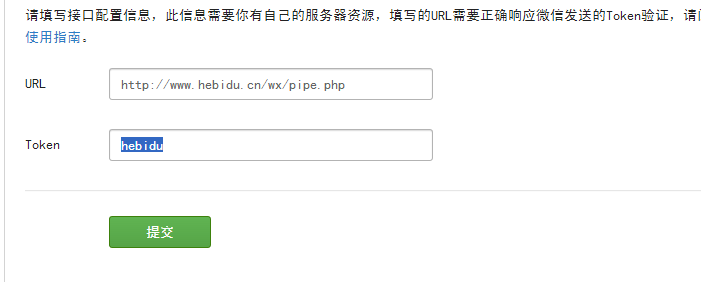 请填写接口配置信息，此信息需要你有自己的服务器资源，填写的URL需要正确响应微信发送的Token验证，请
使用指南。
URL http://www.hebidu.cn/wx/pipe.php
Token hebidu
提交